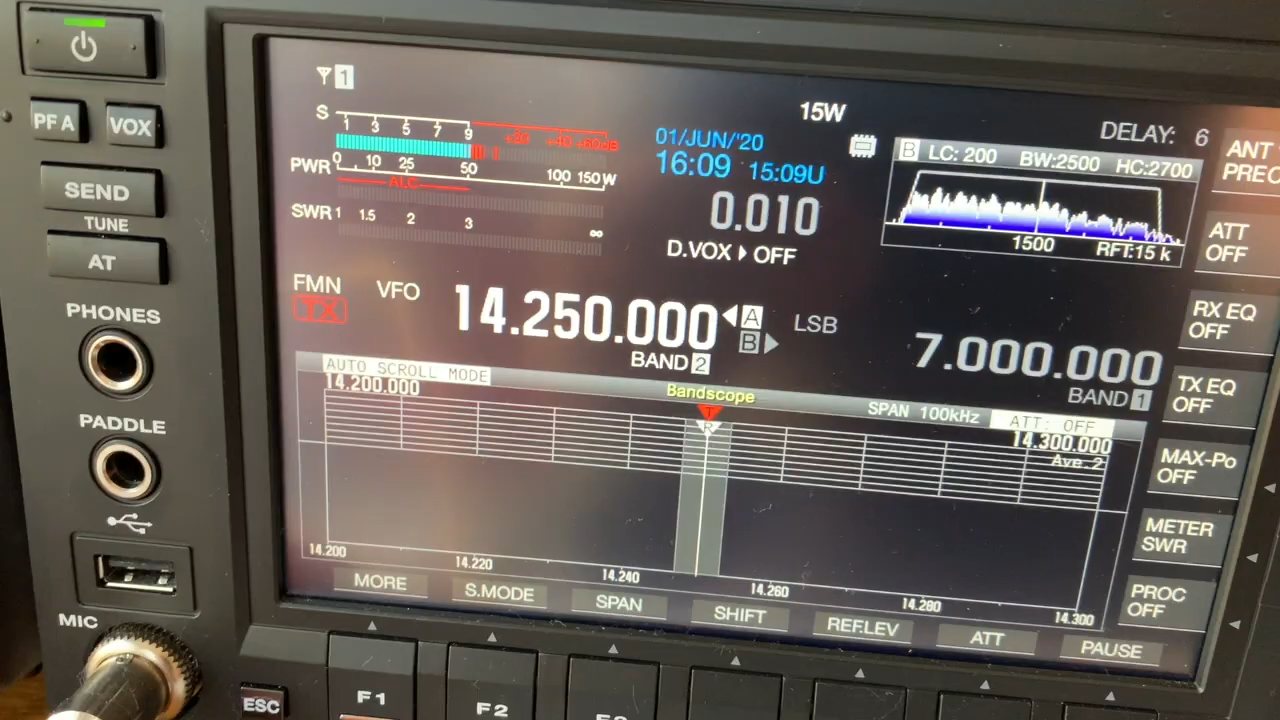 1
15W
S 1 3 5 7 9 +20 +40 +60dB
PWR 0 10 25 50 100 150 W
ALC
SWR 1 1.5 2 3 ∞
01/JUN/'20
16:09 15:09U
0.010
D.VOX OFF
DELAY: 6
B LC: 200 BW:2500 HC:2700
1500 RFT:15 k
ANT
PREC
ATT
OFF
RX EQ
OFF
TX EQ
OFF
MAX-Po
OFF
METER
SWR
PROC
OFF
FMN VFO 14.250.000 A LSB 7.000.000
TX
B
BAND 2
BAND 1
AUTO SCROLL MODE
Bandscope
SPAN 100kHz
ATT: OFF
14.200.000
T
R
14.300.000
Ave.2
14.200 14.220 14.240 14.260 14.280 14.300
MORE S.MODE SPAN SHIFT REF.LEV ATT PAUSE
PF A VOX
SEND
TUNE
AT
PHONES
PADDLE
MIC
ESC F1 F2